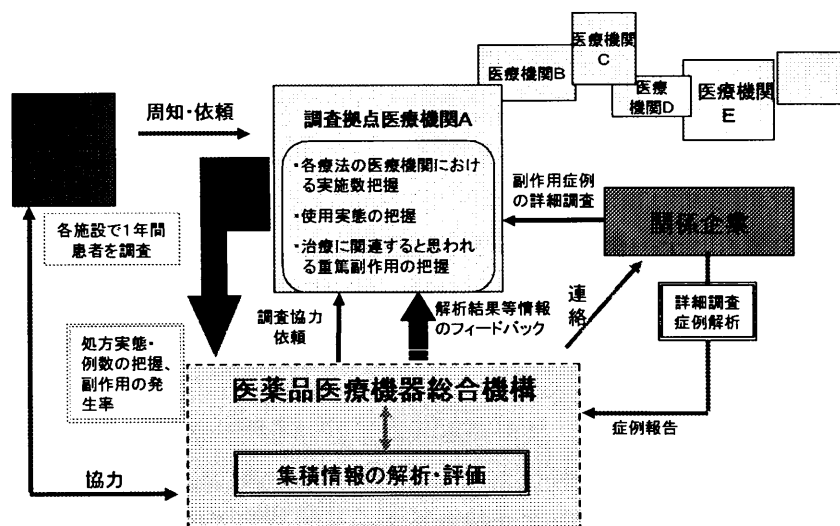 医療機関B
医療機関
C
医療
機関D
医療機関
E
周知・依頼
調査拠点医療機関A
・各療法の医療機関におけ
る実施数把握
・使用実態の把握
・治療に関連すると思われ
る重篤副作用の把握
副作用症例
の詳細調査
関係企業
各施設で1年間
患者を調査
調査協力
依頼
解析結果等情報
のフィードバック
連絡
詳細調査
症例解析
処方実態・
例数の把握、
副作用の発
生率
医薬品医療機器総合機構
症例報告
集積情報の解析・評価
協力